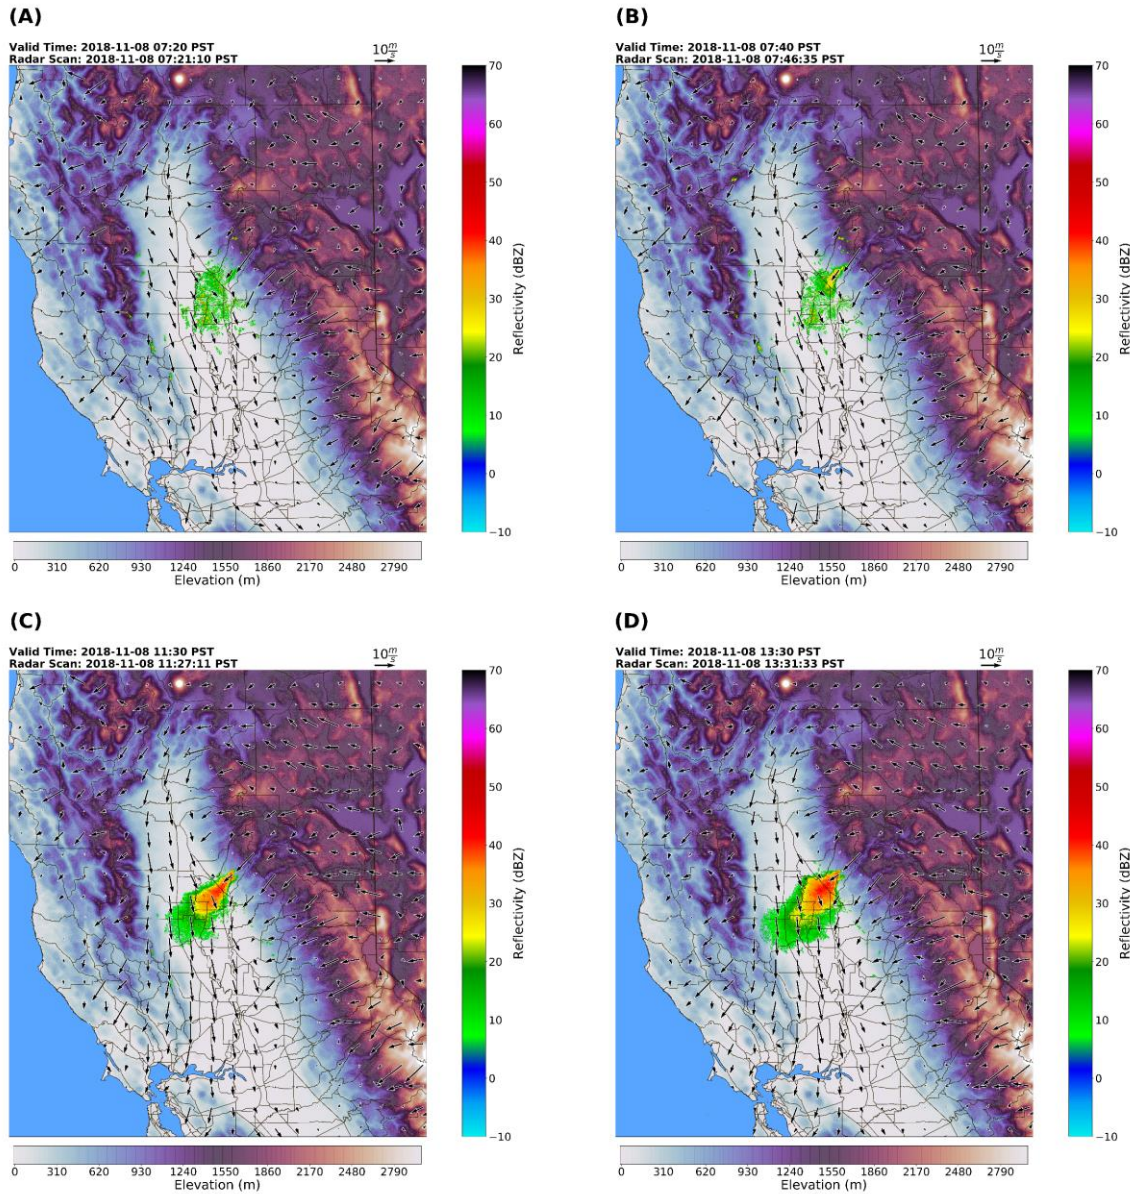 (A)
Valid Time: 2018-11-08 07:20 PST
Radar Scan: 2018-11-08 07:21:10 PST
10 m/s
70
60
50
40
30
20
10
0
−10
Reflectivity (dBZ)
0 310 620 930 1240 1550 1860 2170 2480 2790
Elevation (m)
(B)
Valid Time: 2018-11-08 07:40 PST
Radar Scan: 2018-11-08 07:46:35 PST
10 m/s
70
60
50
40
30
20
10
0
−10
Reflectivity (dBZ)
0 310 620 930 1240 1550 1860 2170 2480 2790
Elevation (m)
(C)
Valid Time: 2018-11-08 11:30 PST
Radar Scan: 2018-11-08 11:27:11 PST
10 m/s
70
60
50
40
30
20
10
0
−10
Reflectivity (dBZ)
0 310 620 930 1240 1550 1860 2170 2480 2790
Elevation (m)
(D)
Valid Time: 2018-11-08 13:30 PST
Radar Scan: 2018-11-08 13:31:33 PST
10 m/s
70
60
50
40
30
20
10
0
−10
Reflectivity (dBZ)
0 310 620 930 1240 1550 1860 2170 2480 2790
Elevation (m)